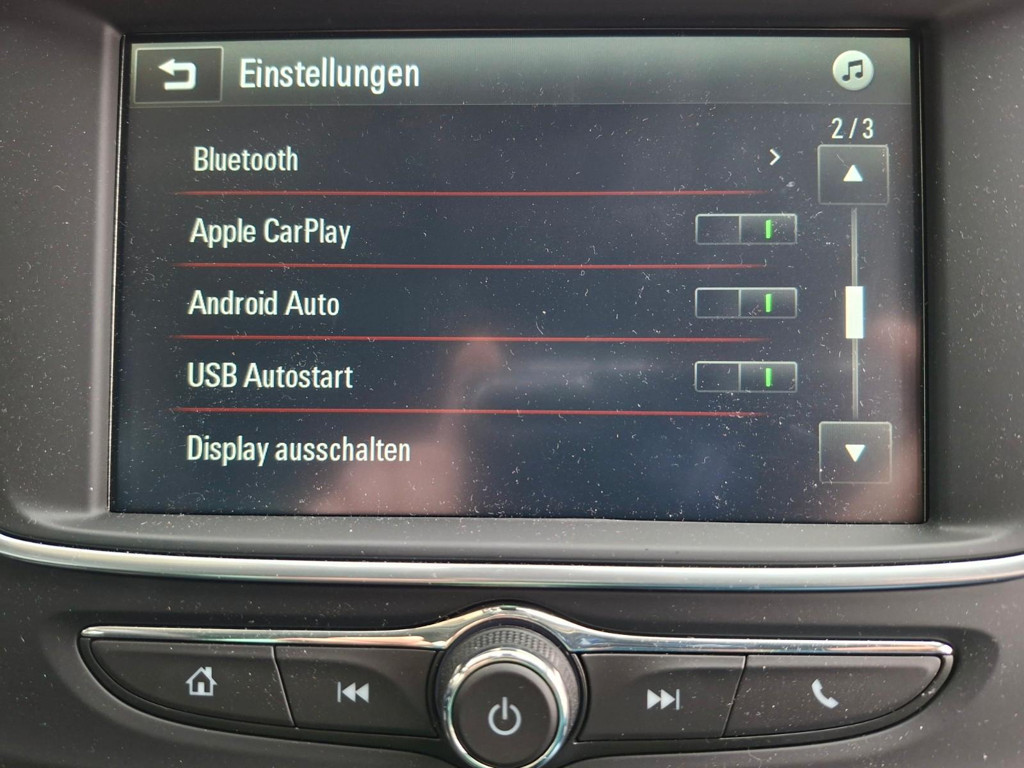 Einstellungen
2/3
Bluetooth
Apple CarPlay
Android Auto
USB Autostart
Display ausschalten